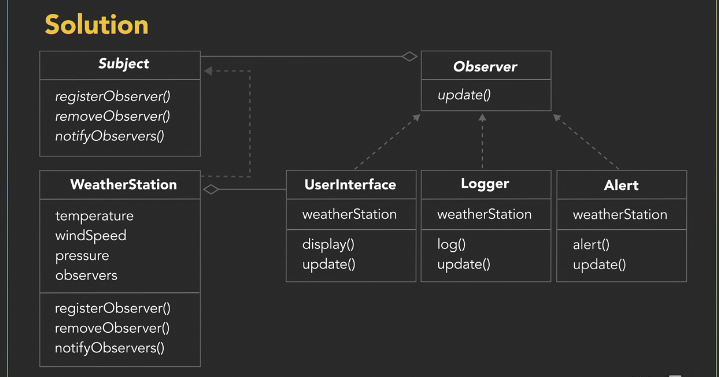 Solution
Subject
registerObserver()
removeObserver()
notifyObservers()
Observer
update()
WeatherStation
temperature
windSpeed
pressure
observers
registerObserver()
removeObserver()
notifyObservers()
UserInterface
weatherStation
display()
update()
Logger
weatherStation
log()
update()
Alert
weatherStation
alert()
update()